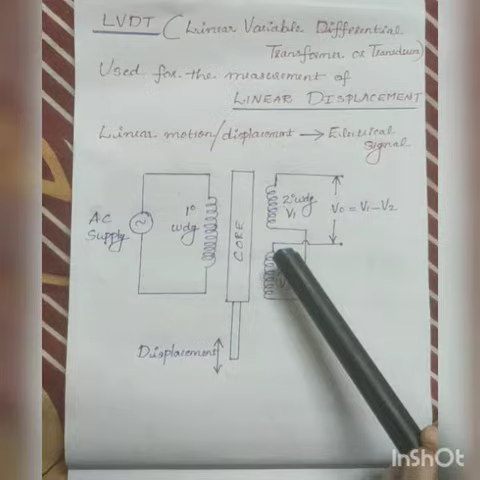 LVDT (Linear Variable Differential
Transformer or Transducer)
Used for the measurement of
LINEAR DISPLACEMENT
Linear motion/displacement → Electrical
Signal.
AC
Supply
1°
wdg
CORE
2° wdg
V1
V0 = V1-V2
Displacement
InShOt